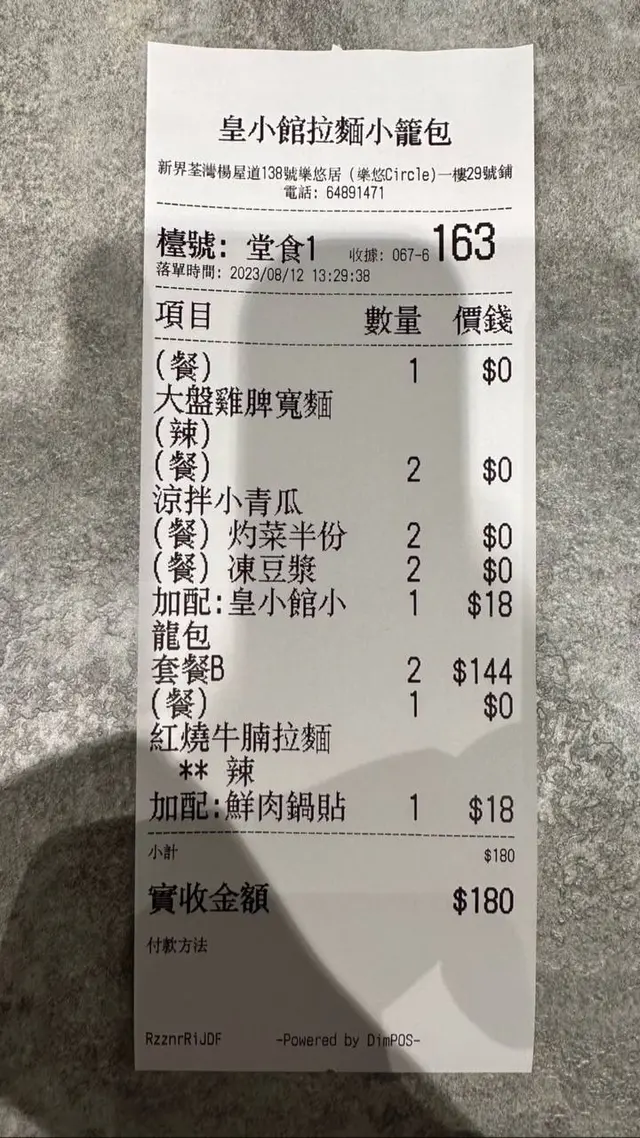 皇小館拉麵小籠包
新界荃灣楊屋道138號樂悠居 (樂悠Circle)一樓29號鋪
電話: 64891471
檯號: 堂食1 收據: 067-6 163
落單時間: 2023/08/12 13:29:38
項目 數量 價錢
(餐) 1 $0
大盤雞脾寬麵
(辣)
(餐) 2 $0
涼拌小青瓜
(餐) 灼菜半份 2 $0
(餐) 凍豆漿 2 $0
加配:皇小館小 1 $18
龍包
套餐B 2 $144
(餐) 1 $0
紅燒牛腩拉麵
** 辣
加配:鮮肉鍋貼 1 $18
小計 $180
實收金額 $180
付款方法
RzznrRiJDF -Powered by DimPOS-